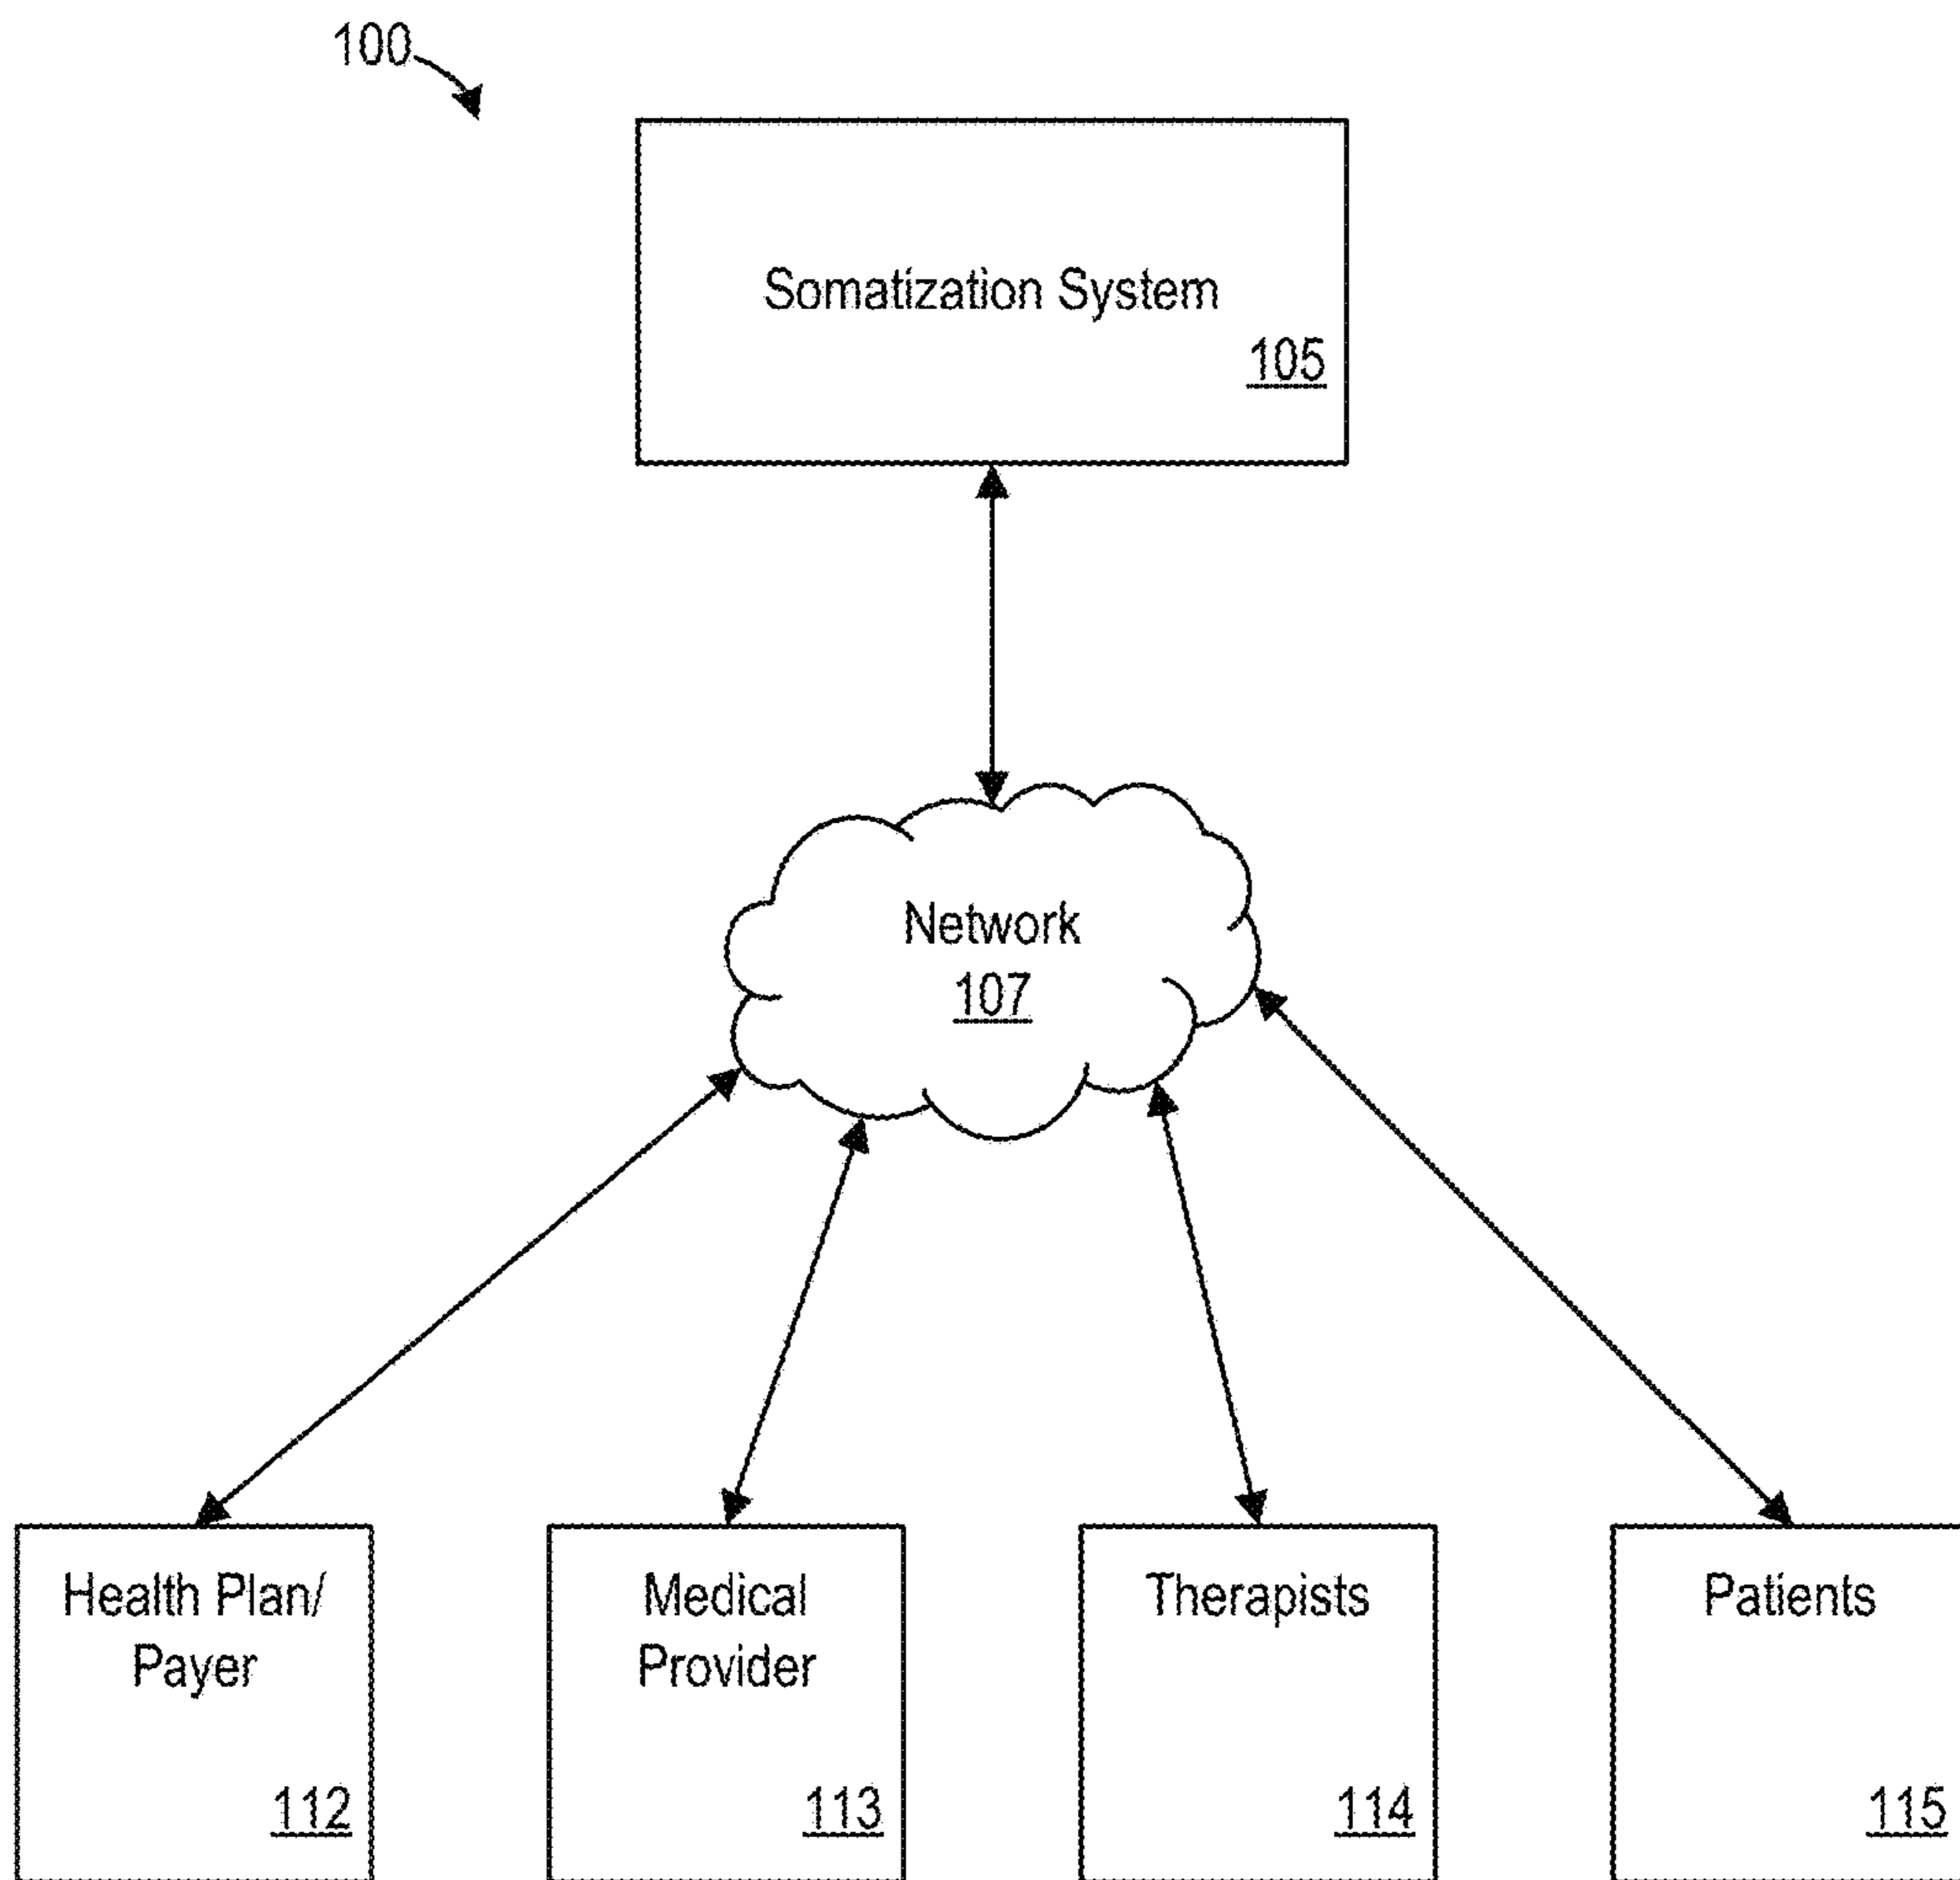 100
Somatization System
105
Network
107
Health Plan/
Payer
112
Medical
Provider
113
Therapists
114
Patients
115